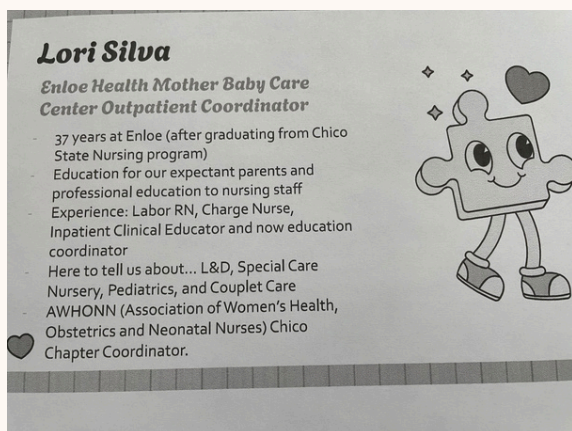 Lori Silva
Enloe Health Mother Baby Care
Center Outpatient Coordinator
- 37 years at Enloe (after graduating from Chico
State Nursing program)
- Education for our expectant parents and
professional education to nursing staff
- Experience: Labor RN, Charge Nurse,
Inpatient Clinical Educator and now education
coordinator
- Here to tell us about... L&D, Special Care
Nursery, Pediatrics, and Couplet Care
- AWHONN (Association of Women's Health,
Obstetrics and Neonatal Nurses) Chico
Chapter Coordinator.